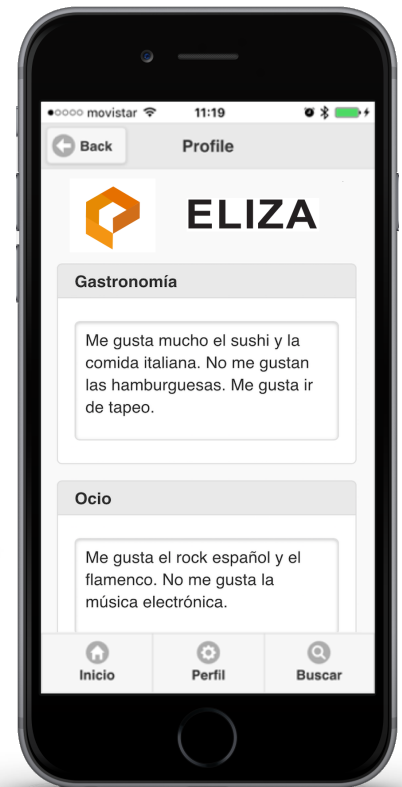 movistar 11:19
Back Profile
ELIZA
Gastronomía
Me gusta mucho el sushi y la
comida italiana. No me gustan
las hamburguesas. Me gusta ir
de tapeo.
Ocio
Me gusta el rock español y el
flamenco. No me gusta la
música electrónica.
Inicio Perfil Buscar